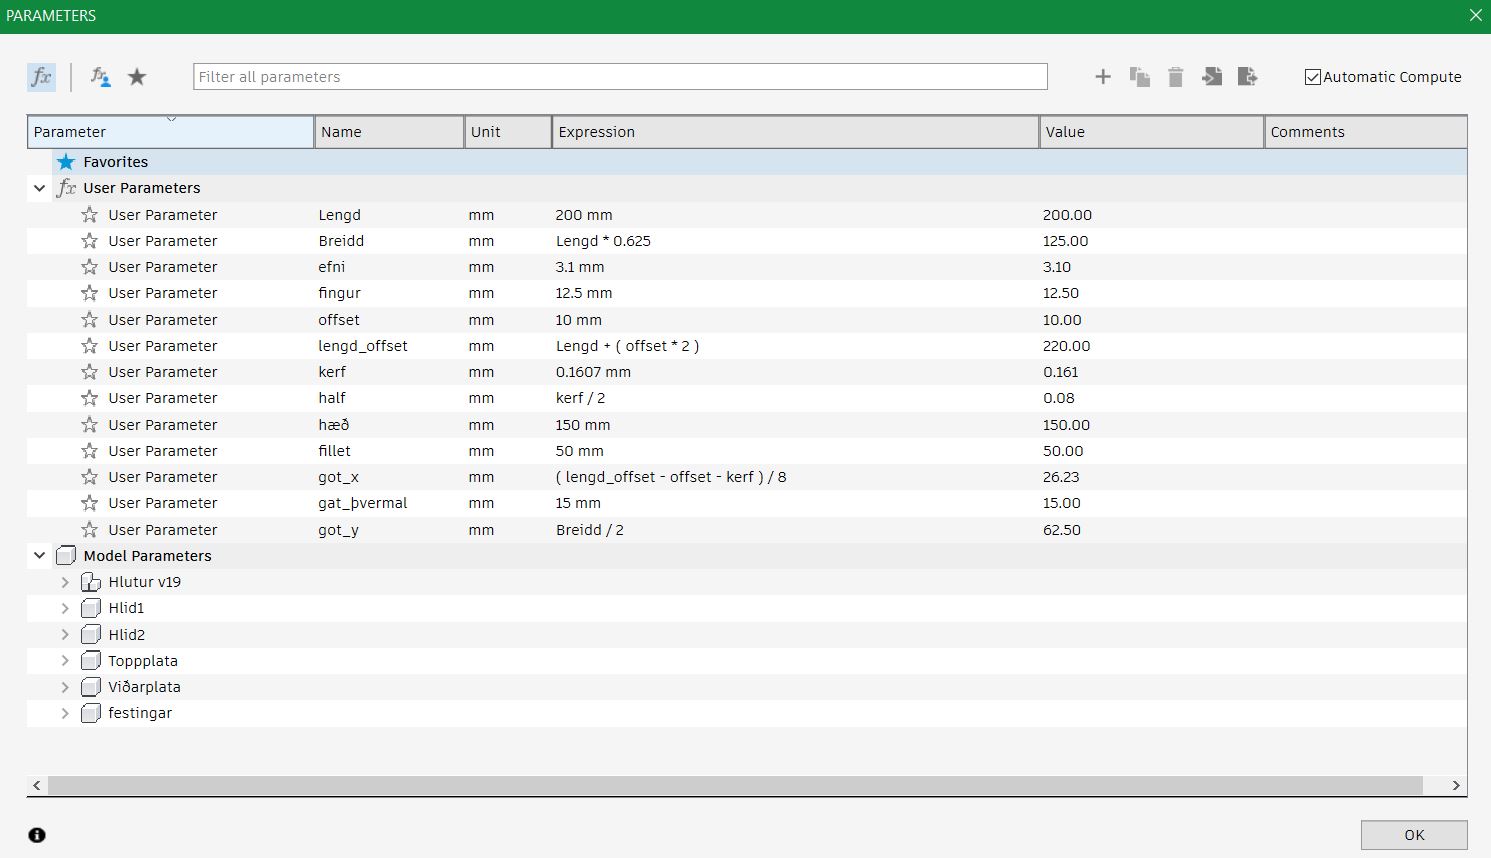 PARAMETERS
fx fx Filter all parameters Automatic Compute
Parameter Name Unit Expression Value Comments
Favorites
fx User Parameters
User Parameter Lengd mm 200 mm 200.00
User Parameter Breidd mm Lengd * 0.625 125.00
User Parameter efni mm 3.1 mm 3.10
User Parameter fingur mm 12.5 mm 12.50
User Parameter offset mm 10 mm 10.00
User Parameter lengd_offset mm Lengd + ( offset * 2 ) 220.00
User Parameter kerf mm 0.1607 mm 0.161
User Parameter half mm kerf / 2 0.08
User Parameter hæð mm 150 mm 150.00
User Parameter fillet mm 50 mm 50.00
User Parameter got_x mm ( lengd_offset - offset - kerf ) / 8 26.23
User Parameter gat_þvermal mm 15 mm 15.00
User Parameter got_y mm Breidd / 2 62.50
Model Parameters
Hlutur v19
Hlid1
Hlid2
Toppplata
Viðarplata
festingar
OK